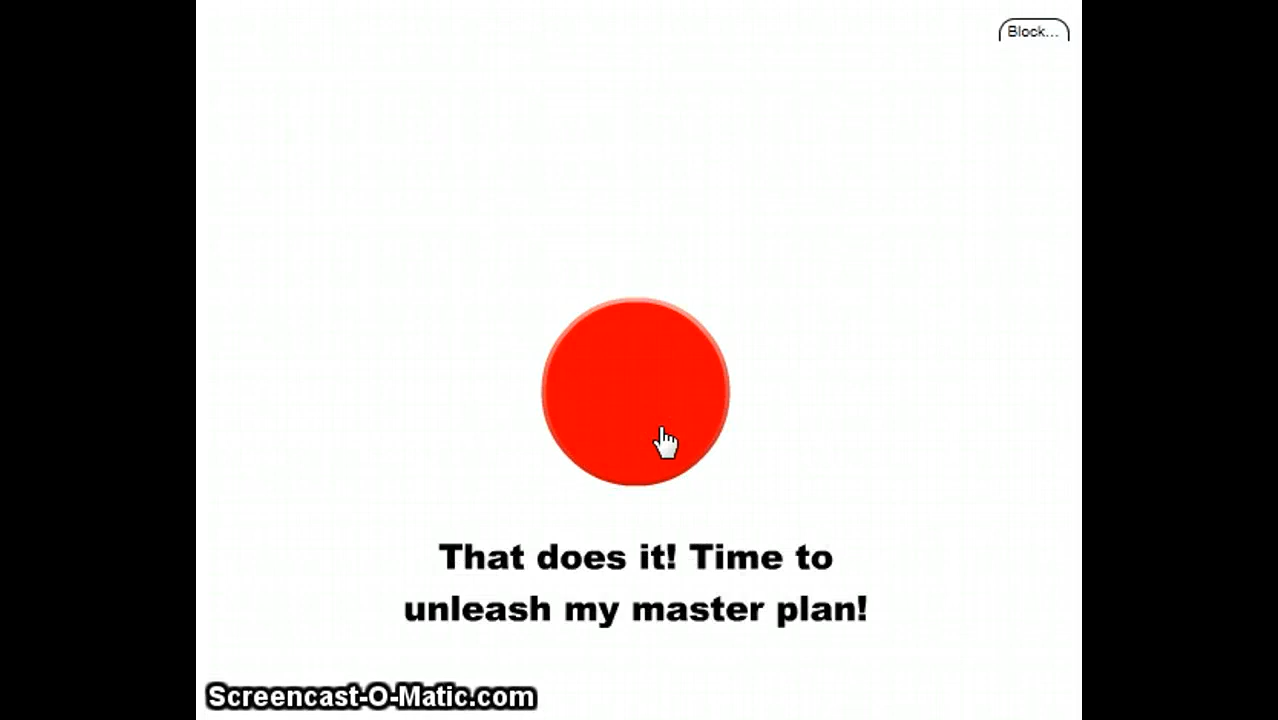 Block...
That does it! Time to
unleash my master plan!
Screencast-O-Matic.com